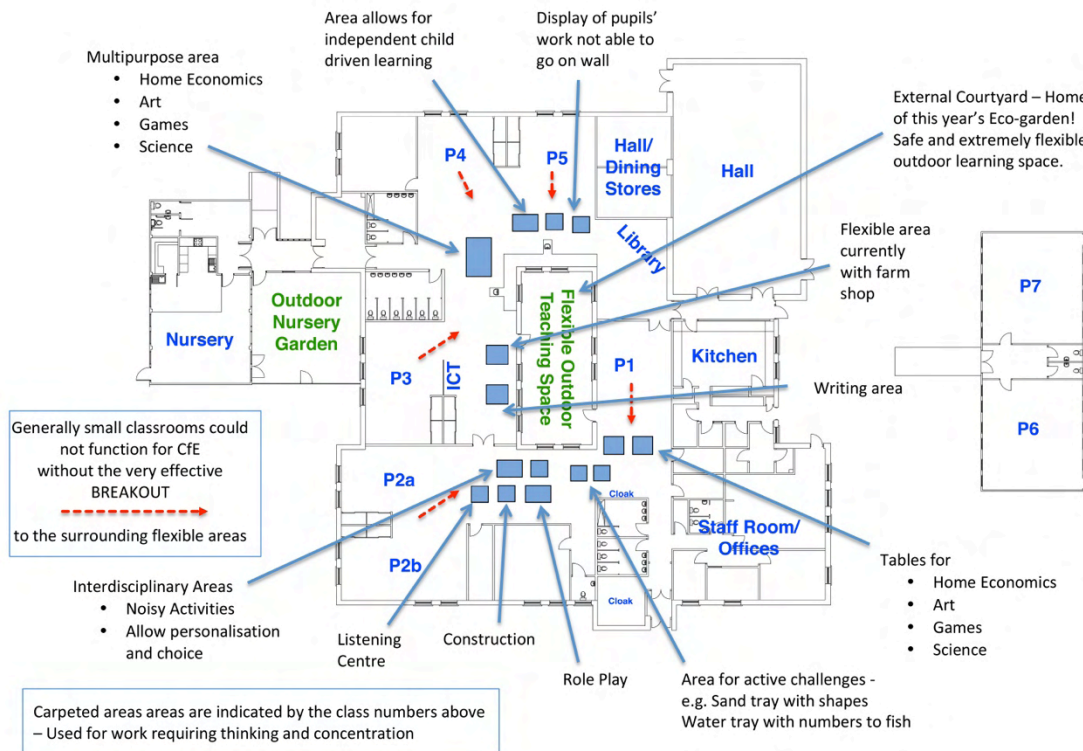 Area allows for
independent child
driven learning
Display of pupils'
work not able to
go on wall
Multipurpose area
• Home Economics
• Art
• Games
• Science
External Courtyard – Home
of this year's Eco-garden!
Safe and extremely flexible
outdoor learning space.
P4
P5
Hall/
Dining
Stores
Hall
Library
Flexible area
currently
with farm
shop
Nursery
Outdoor
Nursery
Garden
P3
ICT
Flexible Outdoor
Teaching Space
P1
Kitchen
P7
P6
Writing area
Generally small classrooms could
not function for CfE
without the very effective
BREAKOUT
to the surrounding flexible areas
P2a
P2b
Cloak
Staff Room/
Offices
Cloak
Interdisciplinary Areas
• Noisy Activities
• Allow personalisation
and choice
Listening
Centre
Construction
Role Play
Area for active challenges -
e.g. Sand tray with shapes
Water tray with numbers to fish
Tables for
• Home Economics
• Art
• Games
• Science
Carpeted areas areas are indicated by the class numbers above
– Used for work requiring thinking and concentration